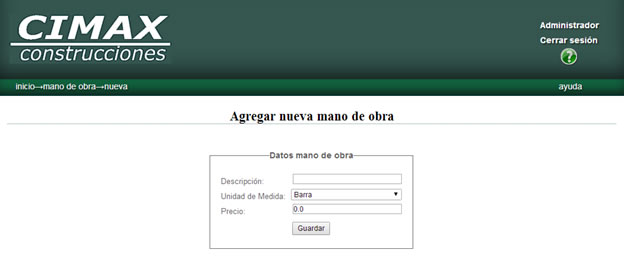 CIMAX
construcciones
Administrador
Cerrar sesión
?
inicio→mano de obra→nueva
ayuda
Agregar nueva mano de obra
Datos mano de obra
Descripción:
Unidad de Medida: Barra
Precio: 0.0
Guardar